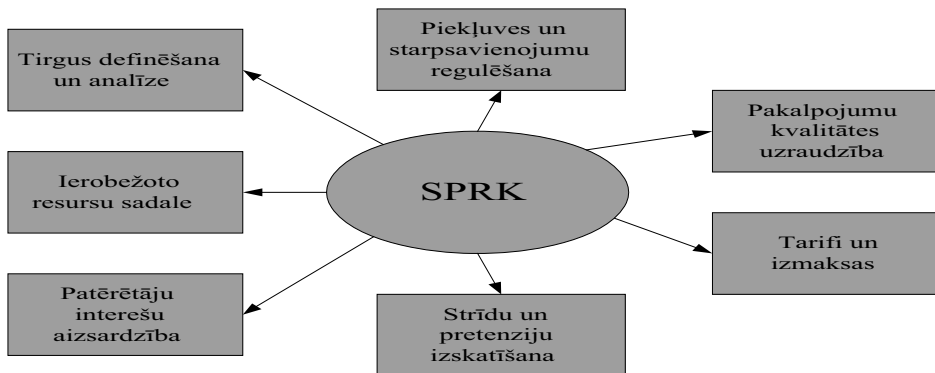 Tirgus definēšana
un analīze
Piekļuves un
starpsavienojumu
regulēšana
Pakalpojumu
kvalitātes
uzraudzība
Ierobežoto
resursu sadale
SPRK
Tarifi un
izmaksas
Patērētāju
interešu
aizsardzība
Strīdu un
pretenziju
izskatīšana